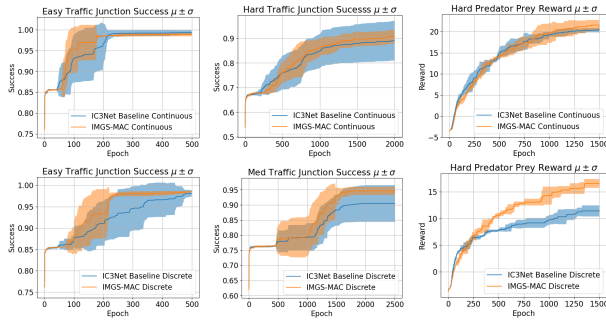 Easy Traffic Junction Success μ ± σ
1.00
0.95
0.90
0.85
0.80
0.75
Success
IC3Net Baseline Continuous
IMGS-MAC Continuous
0 100 200 300 400 500
Epoch
Hard Traffic Junction Sucess μ ± σ
0.9
0.8
0.7
0.6
0.5
Success
IC3Net Baseline Continuous
IMGS-MAC Continuous
0 500 1000 1500 2000
Epoch
Hard Predator Prey Reward μ ± σ
20
15
10
5
0
−5
Reward
IC3Net Baseline Continuous
IMGS-MAC Continuous
0 250 500 750 1000 1250 1500
Epoch
Easy Traffic Junction Success μ ± σ
1.00
0.95
0.90
0.85
0.80
0.75
Success
IC3Net Baseline Discrete
IMGS-MAC Discrete
0 100 200 300 400 500
Epoch
Med Traffic Junction Success μ ± σ
0.95
0.90
0.85
0.80
0.75
0.70
0.65
0.60
Success
IC3Net Baseline Discrete
IMGS-MAC Discrete
0 500 1000 1500 2000 2500
Epoch
Hard Predator Prey Reward μ ± σ
15
10
5
0
Reward
IC3Net Baseline Discrete
IMGS-MAC Discrete
0 250 500 750 1000 1250 1500
Epoch